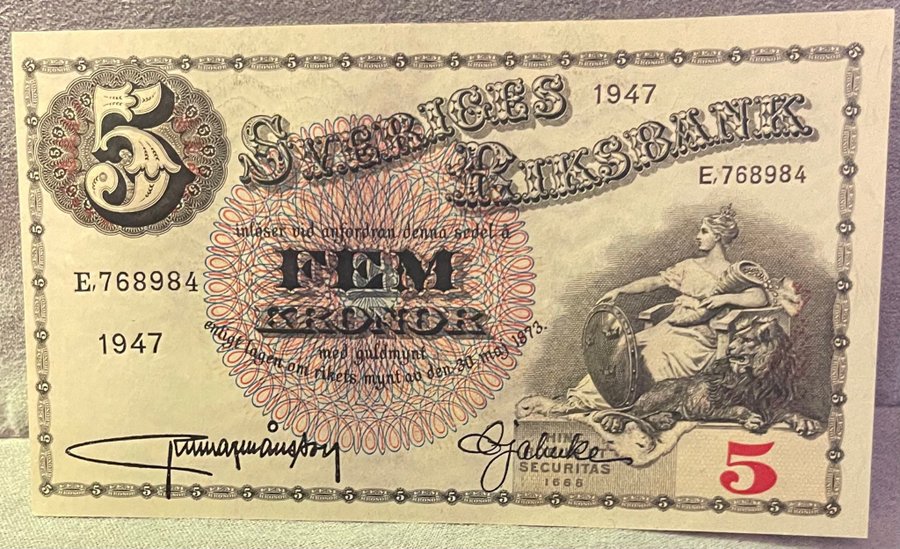 5
SVERIGES
1947
RIKSBANK
E,768984
inlöser vid anfordran denna sedel å
FEM
KRONOR
E,768984
1947
med guldmynt
enligt lagen om rikets mynt av den 30. maj 1873.
HINC
SECURITAS
1668
5